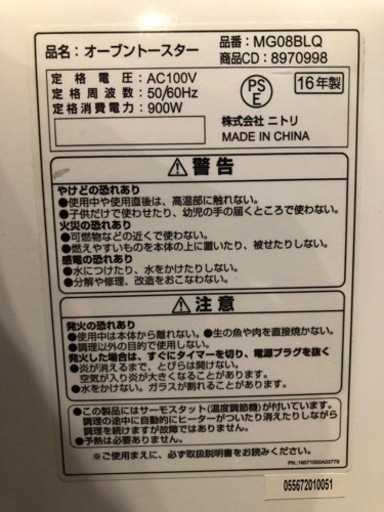 品名：オーブントースター
品番：MG08BLQ
商品CD：8970998
定格電圧：AC100V
定格周波数：50/60Hz
定格消費電力：900W
PS
E
16年製
株式会社 ニトリ
MADE IN CHINA
警告
やけどの恐れあり
●使用中や使用直後は、高温部に触れない。
●子供だけで使わせたり、幼児の手の届くところで使わない。
火災の恐れあり
●可燃物などの近くで使わない。
●燃えやすいものを本体の上に置いたり、被せたりしない。
感電の恐れあり
●水につけたり、水をかけたりしない。
●分解や修理、改造をおこなわない。
注意
発火の恐れあり
●使用中は本体から離れない。●生の魚や肉を直接焼かない。
●調理以外の目的で使用しない。
発火した場合は、すぐにタイマーを切り、電源プラグを抜く
●炎が消えるまで、とびらは開けない。
空気が入り炎が大きくなることがあります。
●水をかけない。ガラスが割れることがあります。
●この製品にはサーモスタット(温度調節機)が付いています。
調理の途中に自動的にヒーターがついたり消えたりしながら
調理を続けますが、故障ではありません。
●予熱は必要ありません。
●ご使用まえに、必ず取扱説明書をお読みください。
055672010051